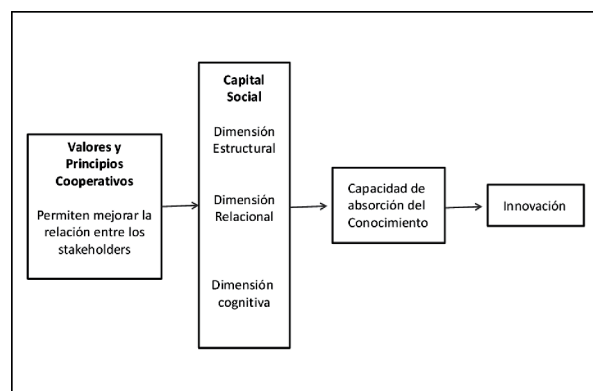 Valores y
Principios
Cooperativos
Permiten mejorar la
relación entre los
stakeholders
Capital
Social
Dimensión
Estructural
Dimensión
Relacional
Dimensión
cognitiva
Capacidad de
absorción del
Conocimiento
Innovación